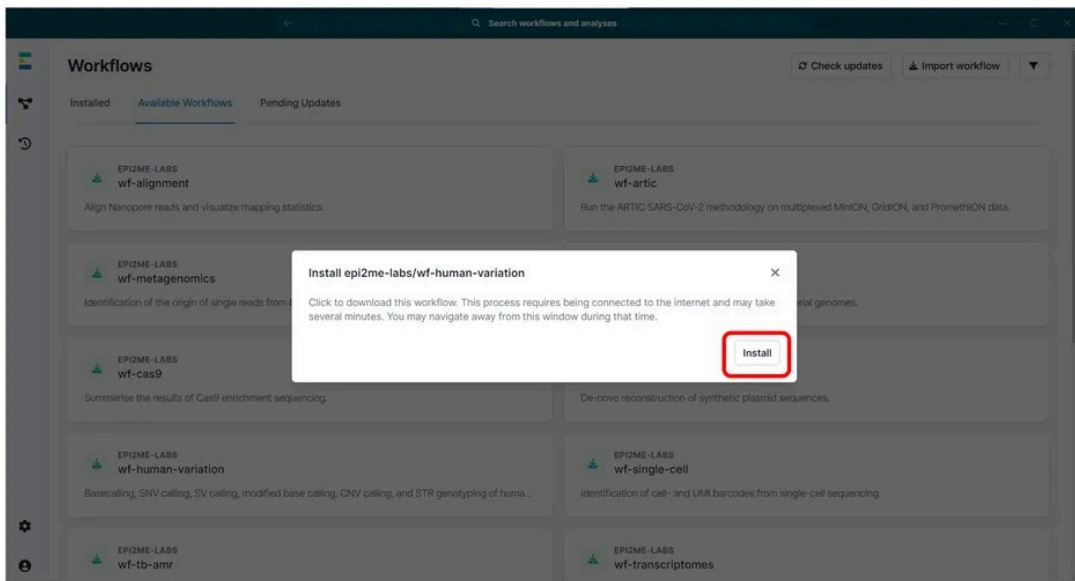 Search workflows and analyses
Workflows
Check updates
Import workflow
Installed
Available Workflows
Pending Updates
EPI2ME-LABS
wf-alignment
Align Nanopore reads and visualize mapping statistics.
EPI2ME-LABS
wf-artic
Run the ARTIC SARS-CoV-2 methodology on multiplexed MinION, GridION, and PromethION data.
EPI2ME-LABS
wf-metagenomics
Identification of the origin of single reads from
Install epi2me-labs/wf-human-variation
Click to download this workflow. This process requires being connected to the internet and may take
several minutes. You may navigate away from this window during that time.
Install
genomes.
EPI2ME-LABS
wf-cas9
Summarise the results of Cas9 enrichment sequencing.
De-novo reconstruction of synthetic plasmid sequences.
EPI2ME-LABS
wf-human-variation
Basecalling, SNV calling, SV calling, modified base calling, CNV calling, and STR genotyping of huma...
EPI2ME-LABS
wf-single-cell
Identification of cell- and UMI barcodes from single-cell sequencing.
EPI2ME-LABS
wf-tb-amr
EPI2ME-LABS
wf-transcriptomes